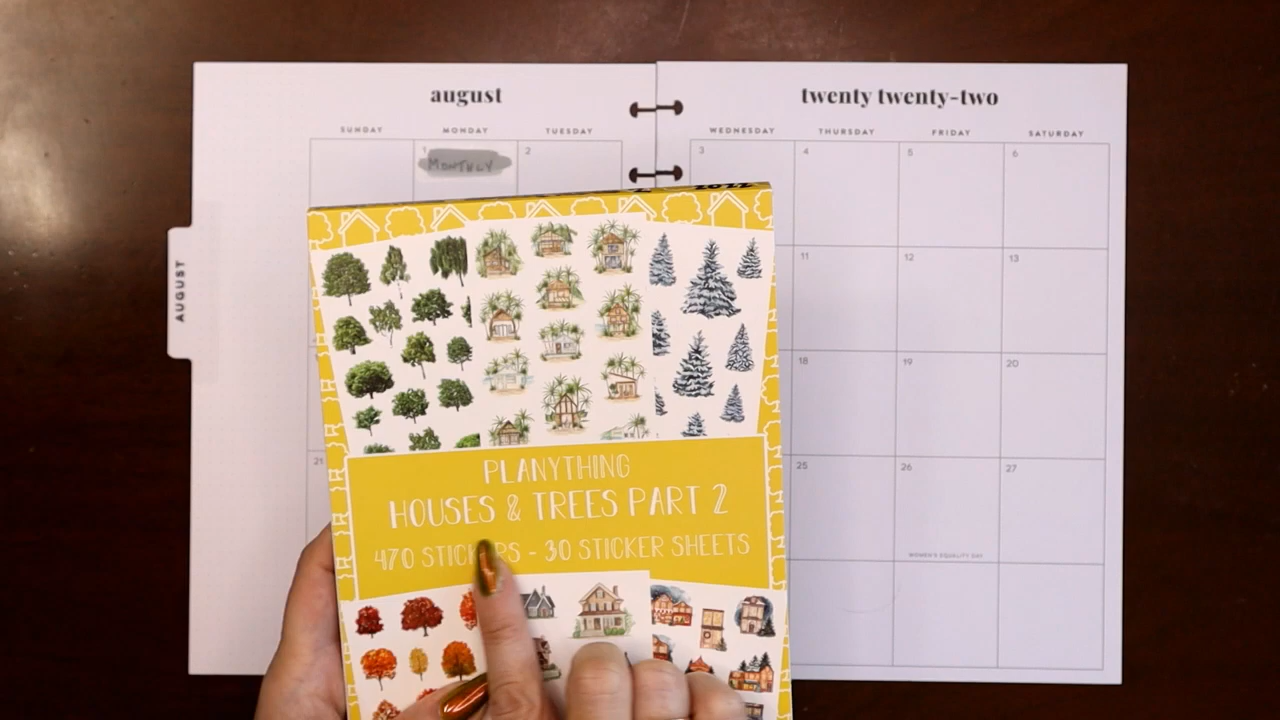 august
twenty twenty-two
SUNDAY MONDAY TUESDAY
WEDNESDAY THURSDAY FRIDAY SATURDAY
1 2
MONTHLY
3 4 5 6
11 12 13
18 19 20
21
25 26 27
WOMEN'S EQUALITY DAY
AUGUST
PLANYTHING
HOUSES & TREES PART 2
470 STICKERS - 30 STICKER SHEETS